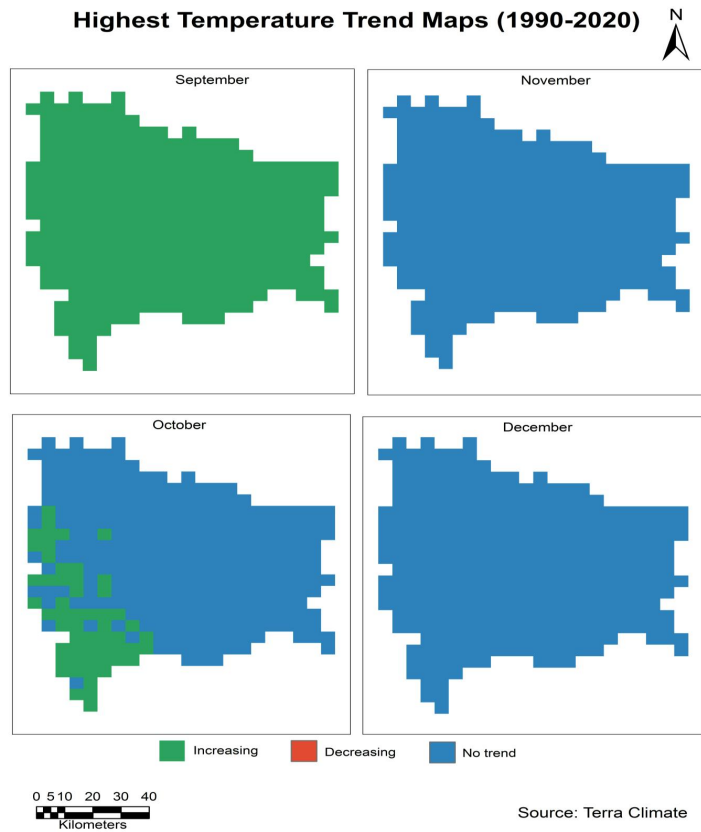 Highest Temperature Trend Maps (1990-2020)
N
September
November
October
December
Increasing
Decreasing
No trend
0 5 10 20 30 40
Kilometers
Source: Terra Climate